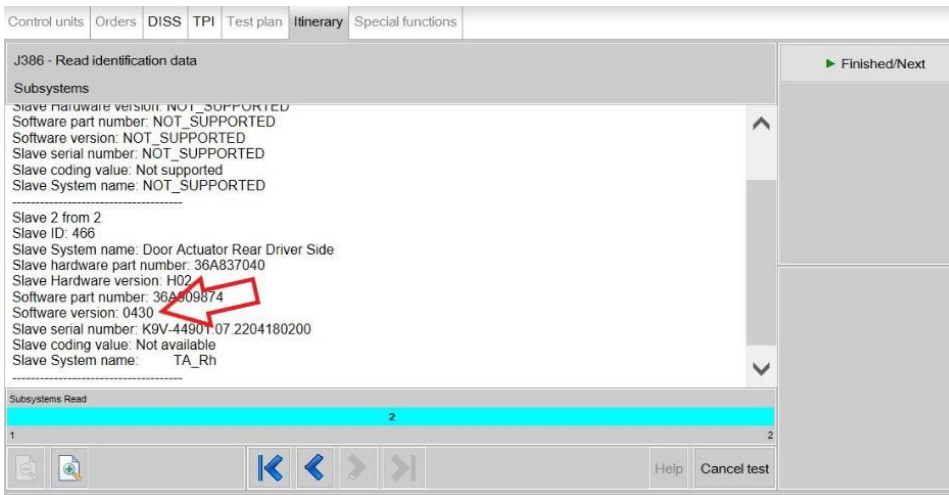 Control units Orders DISS TPI Test plan Itinerary Special functions
J386 - Read identification data
Finished/Next
Subsystems
Slave Hardware version: NOT_SUPPORTED
Software part number: NOT_SUPPORTED
Software version: NOT_SUPPORTED
Slave serial number: NOT_SUPPORTED
Slave coding value: Not supported
Slave System name: NOT_SUPPORTED
-------------------------------------
Slave 2 from 2
Slave ID: 466
Slave System name: Door Actuator Rear Driver Side
Slave hardware part number: 36A837040
Slave Hardware version: H02
Software part number: 36A909874
Software version: 0430
Slave serial number: K9V-44901.07.2204180200
Slave coding value: Not available
Slave System name: TA_Rh
-------------------------------------
Subsystems Read
2
1 2
Help Cancel test